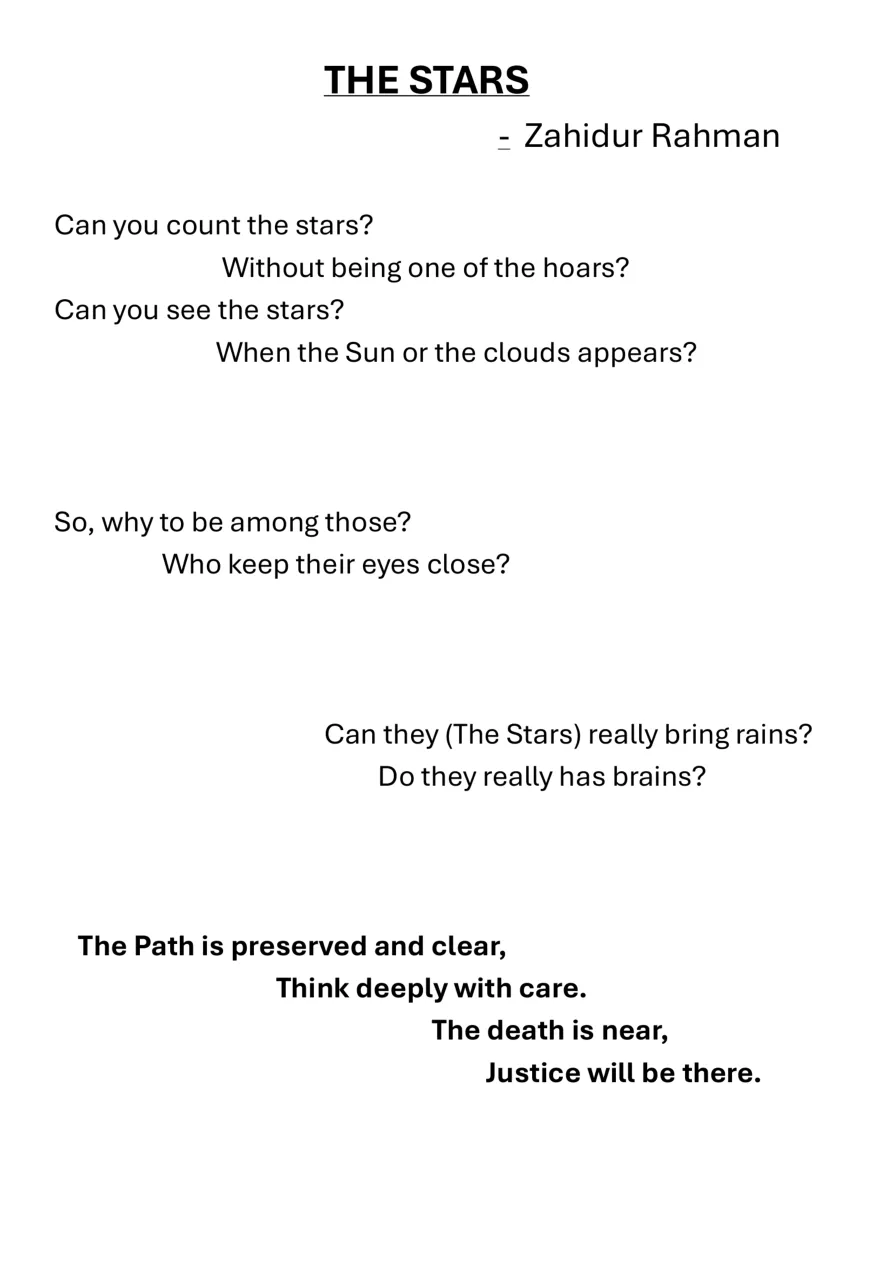 THE STARS
- Zahidur Rahman
Can you count the stars?
Without being one of the hoars?
Can you see the stars?
When the Sun or the clouds appears?
So, why to be among those?
Who keep their eyes close?
Can they (The Stars) really bring rains?
Do they really has brains?
The Path is preserved and clear,
Think deeply with care.
The death is near,
Justice will be there.